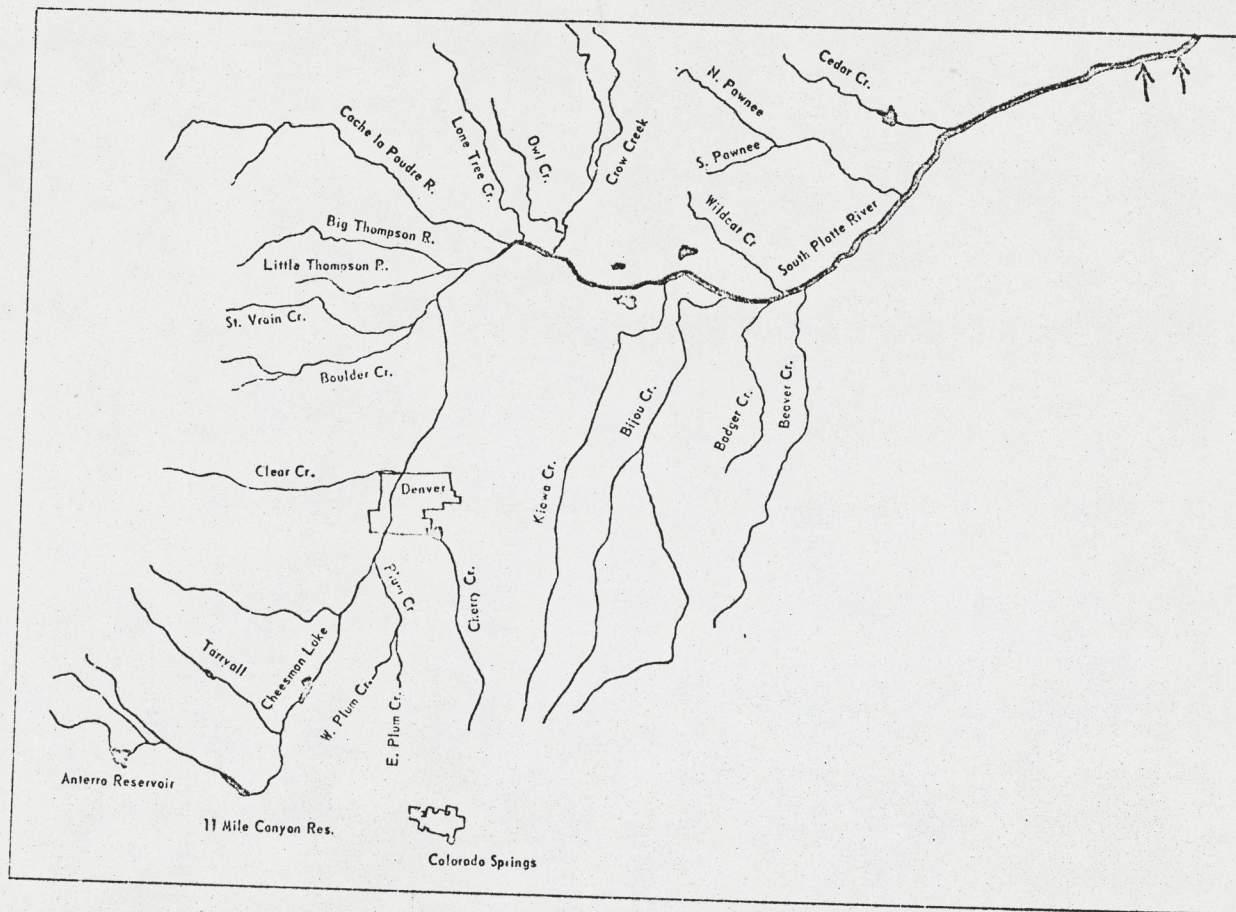 Cedar Cr.
N. Pawnee
S. Pawnee
Crow Creek
Owl Cr.
Lone Tree Cr.
Cache la Poudre R.
Wildcat Cr
South Platte River
Big Thompson R.
Little Thompson R.
St. Vrain Cr.
Boulder Cr.
Clear Cr.
Denver
Kiowa Cr.
Bijou Cr.
Badger Cr.
Beaver Cr.
Plum Cr
Cherry Cr.
Tarryall
Cheesman Lake
W. Plum Cr.
E. Plum Cr.
Anterro Reservoir
11 Mile Canyon Res.
Colorado Springs